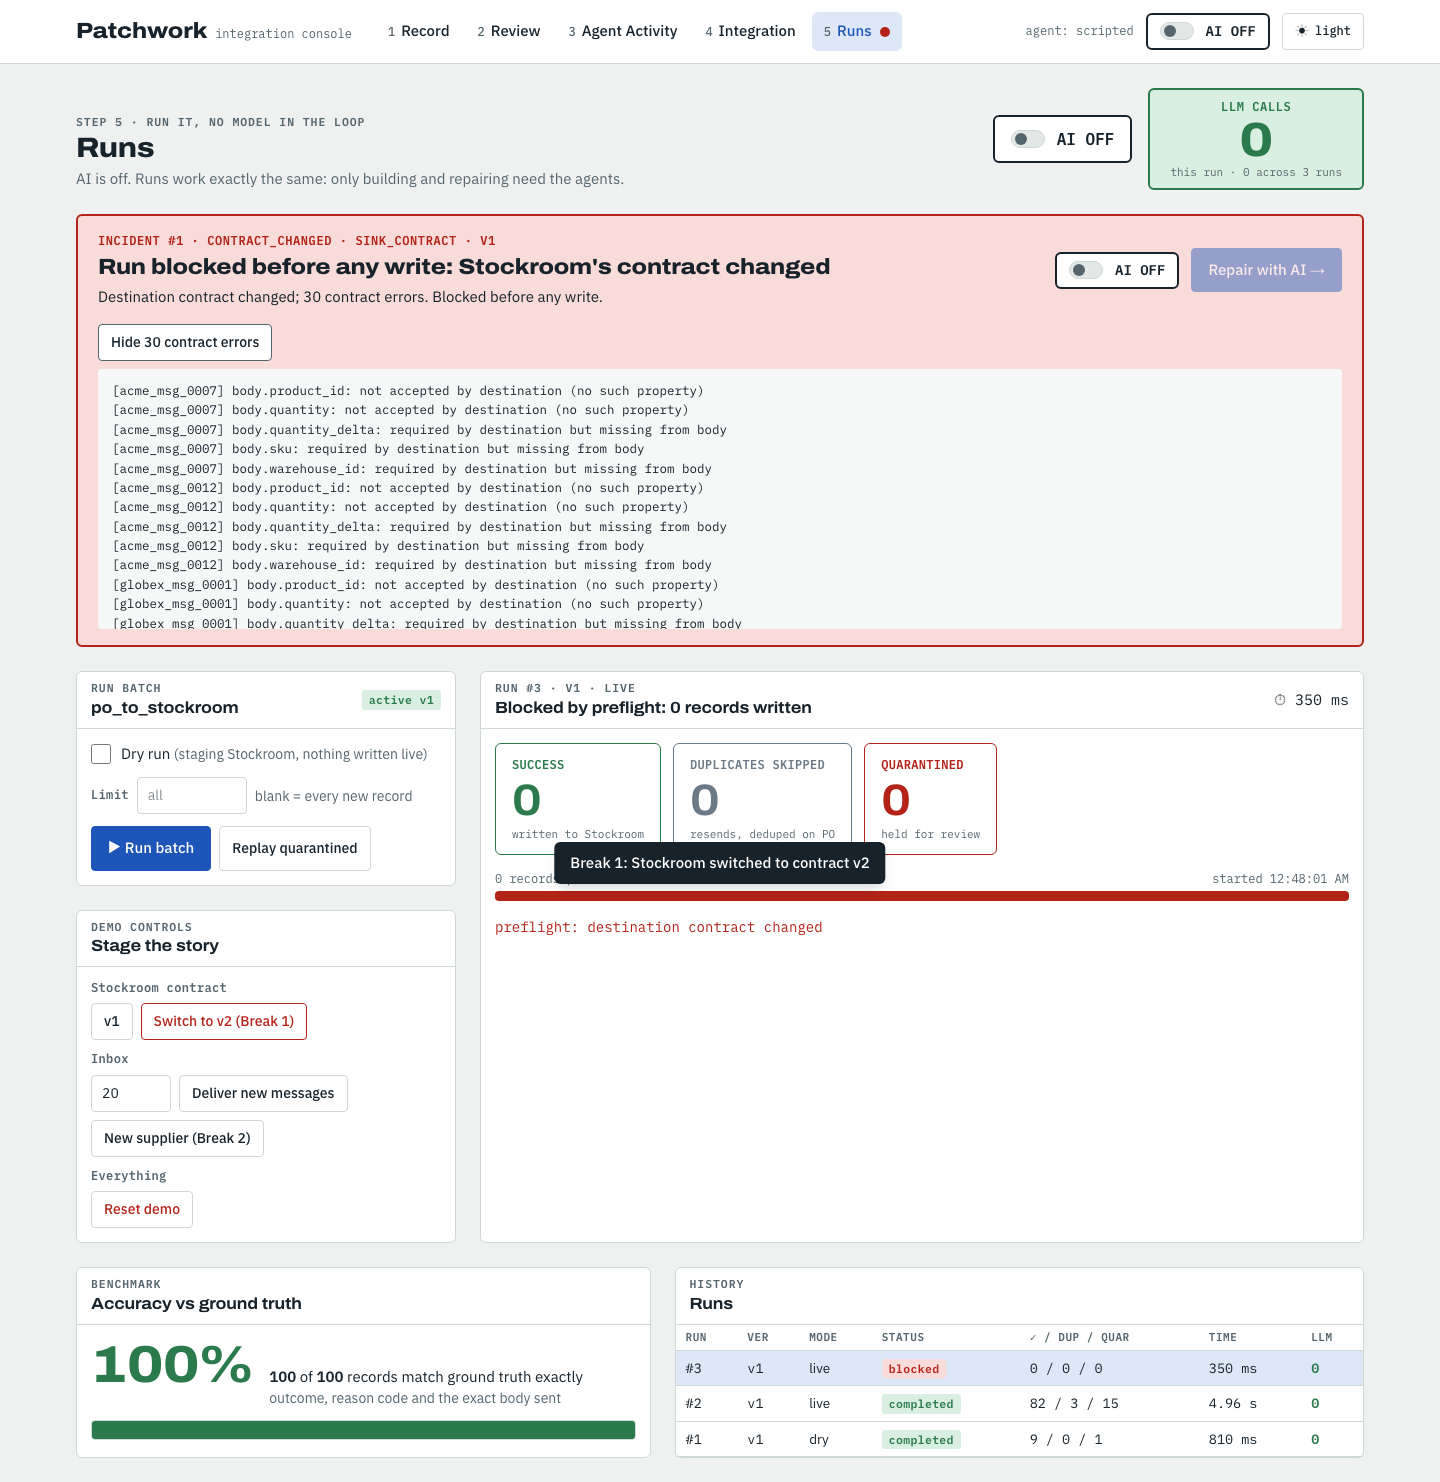 Patchwork integration console 1 Record 2 Review 3 Agent Activity 4 Integration 5 Runs agent: scripted AI OFF light
STEP 5 · RUN IT, NO MODEL IN THE LOOP
Runs
AI is off. Runs work exactly the same: only building and repairing need the agents.
AI OFF
LLM CALLS
0
this run · 0 across 3 runs
INCIDENT #1 · CONTRACT_CHANGED · SINK_CONTRACT · V1
Run blocked before any write: Stockroom's contract changed
Destination contract changed; 30 contract errors. Blocked before any write.
AI OFF Repair with AI →
Hide 30 contract errors
[acme_msg_0007] body.product_id: not accepted by destination (no such property)
[acme_msg_0007] body.quantity: not accepted by destination (no such property)
[acme_msg_0007] body.quantity_delta: required by destination but missing from body
[acme_msg_0007] body.sku: required by destination but missing from body
[acme_msg_0007] body.warehouse_id: required by destination but missing from body
[acme_msg_0012] body.product_id: not accepted by destination (no such property)
[acme_msg_0012] body.quantity: not accepted by destination (no such property)
[acme_msg_0012] body.quantity_delta: required by destination but missing from body
[acme_msg_0012] body.sku: required by destination but missing from body
[acme_msg_0012] body.warehouse_id: required by destination but missing from body
[globex_msg_0001] body.product_id: not accepted by destination (no such property)
[globex_msg_0001] body.quantity: not accepted by destination (no such property)
[globex_msg_0001] body.quantity_delta: required by destination but missing from body
RUN BATCH
po_to_stockroom
active v1
Dry run (staging Stockroom, nothing written live)
Limit all blank = every new record
▶ Run batch Replay quarantined
RUN #3 · V1 · LIVE
Blocked by preflight: 0 records written
350 ms
SUCCESS
0
written to Stockroom
DUPLICATES SKIPPED
0
resends, deduped on PO
QUARANTINED
0
held for review
Break 1: Stockroom switched to contract v2
0 records started 12:48:01 AM
preflight: destination contract changed
DEMO CONTROLS
Stage the story
Stockroom contract
v1 Switch to v2 (Break 1)
Inbox
20 Deliver new messages
New supplier (Break 2)
Everything
Reset demo
BENCHMARK
Accuracy vs ground truth
100%
100 of 100 records match ground truth exactly
outcome, reason code and the exact body sent
HISTORY
Runs
RUN VER MODE STATUS ✓ / DUP / QUAR TIME LLM
#3 v1 live blocked 0 / 0 / 0 350 ms 0
#2 v1 live completed 82 / 3 / 15 4.96 s 0
#1 v1 dry completed 9 / 0 / 1 810 ms 0